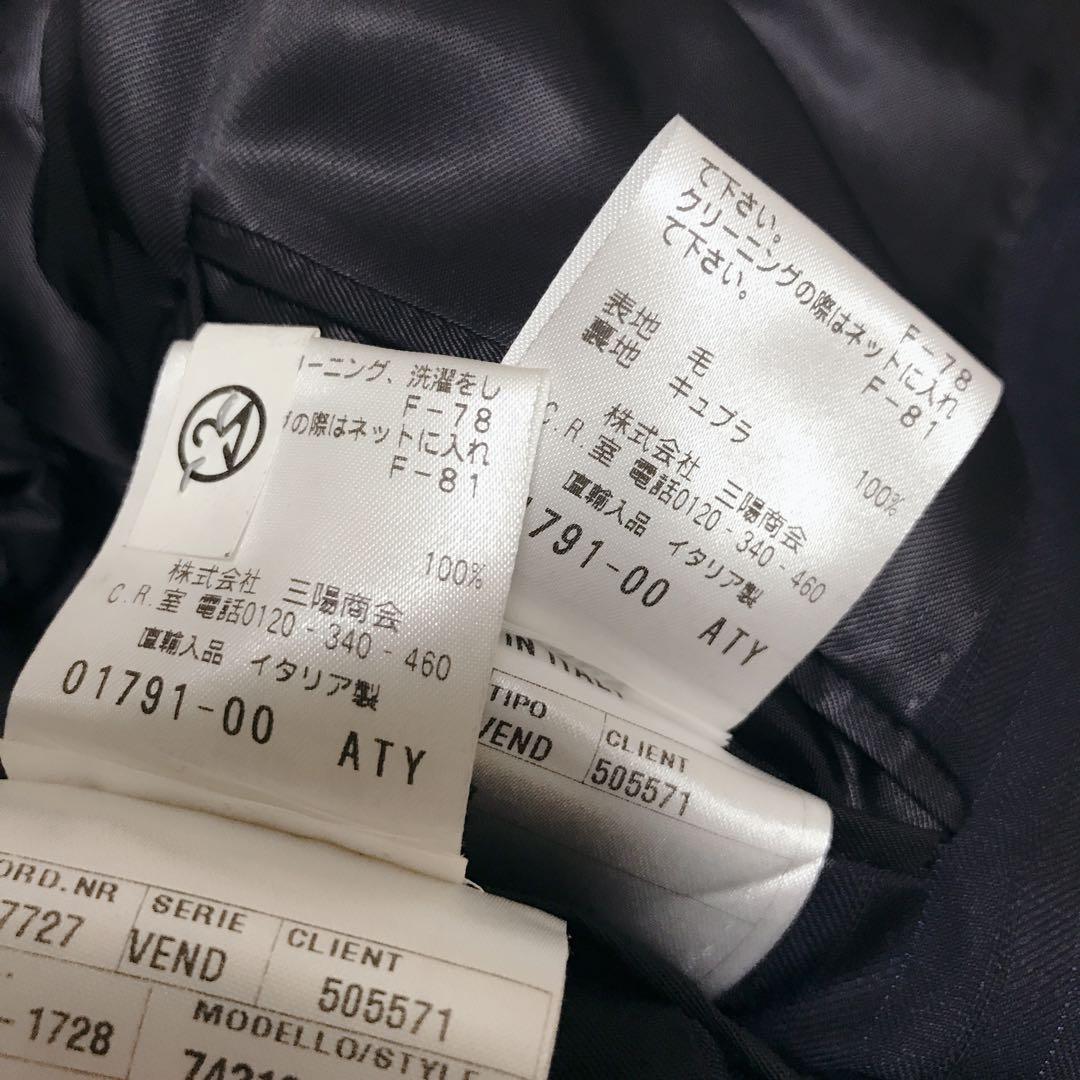 て下さい。
F-78
クリーニングの際はネットに入れ
て下さい。
F-81
表地 毛
裏地 キュプラ
100%
株式会社 三陽商会
C.R.室 電話0120-340-460
直輸入品 イタリア製
791-00 ATY
IN ITALY
TIPO
VEND
CLIENT
505571
ーニング、洗濯をし
F-78
の際はネットに入れ
F-81
100%
株式会社 三陽商会
C.R.室 電話0120-340-460
直輸入品 イタリア製
01791-00 ATY
ORD.NR
7727
SERIE
VEND
CLIENT
505571
-1728
MODELLO/STYLE